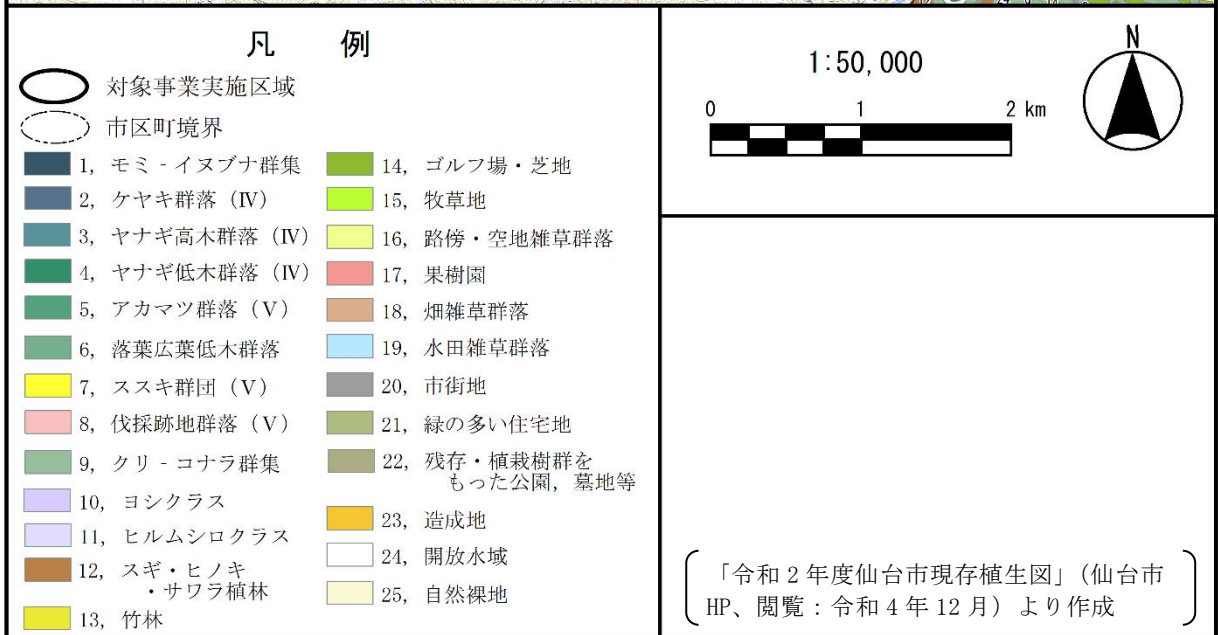 凡 例
対象事業実施区域
市区町境界
1, モミ‐イヌブナ群集
2, ケヤキ群落（Ⅳ）
3, ヤナギ高木群落（Ⅳ）
4, ヤナギ低木群落（Ⅳ）
5, アカマツ群落（Ⅴ）
6, 落葉広葉低木群落
7, ススキ群団（Ⅴ）
8, 伐採跡地群落（Ⅴ）
9, クリ‐コナラ群集
10, ヨシクラス
11, ヒルムシロクラス
12, スギ・ヒノキ
・サワラ植林
13, 竹林
14, ゴルフ場・芝地
15, 牧草地
16, 路傍・空地雑草群落
17, 果樹園
18, 畑雑草群落
19, 水田雑草群落
20, 市街地
21, 緑の多い住宅地
22, 残存・植栽樹群を
もった公園, 墓地等
23, 造成地
24, 開放水域
25, 自然裸地
1:50,000
0 1 2 km
N
「令和２年度仙台市現存植生図」（仙台市
HP、閲覧：令和４年 12 月）より作成